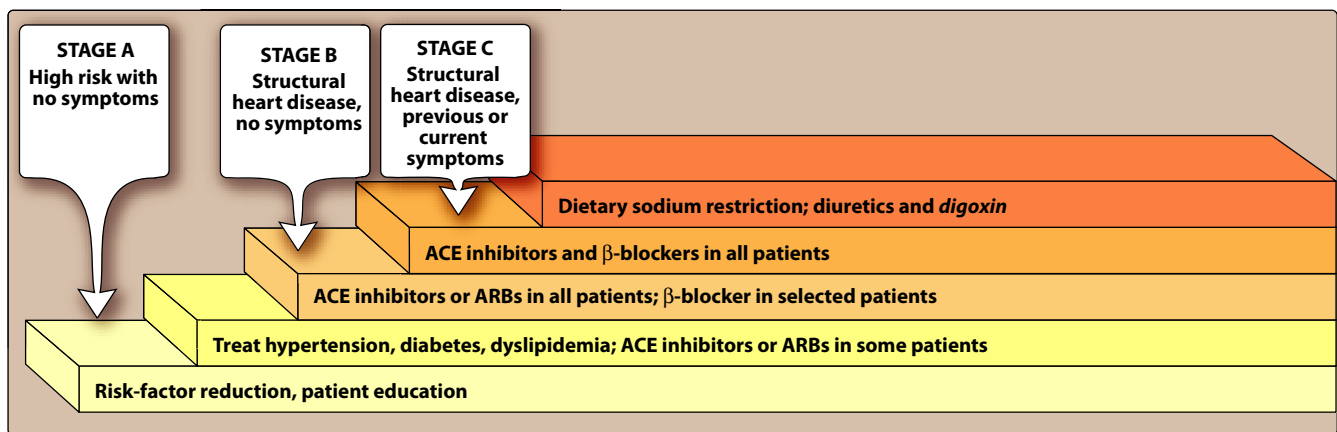 STAGE A
High risk with
no symptoms
STAGE B
Structural
heart disease,
no symptoms
STAGE C
Structural
heart disease,
previous or
current
symptoms
Dietary sodium restriction; diuretics and digoxin
ACE inhibitors and β-blockers in all patients
ACE inhibitors or ARBs in all patients; β-blocker in selected patients
Treat hypertension, diabetes, dyslipidemia; ACE inhibitors or ARBs in some patients
Risk-factor reduction, patient education